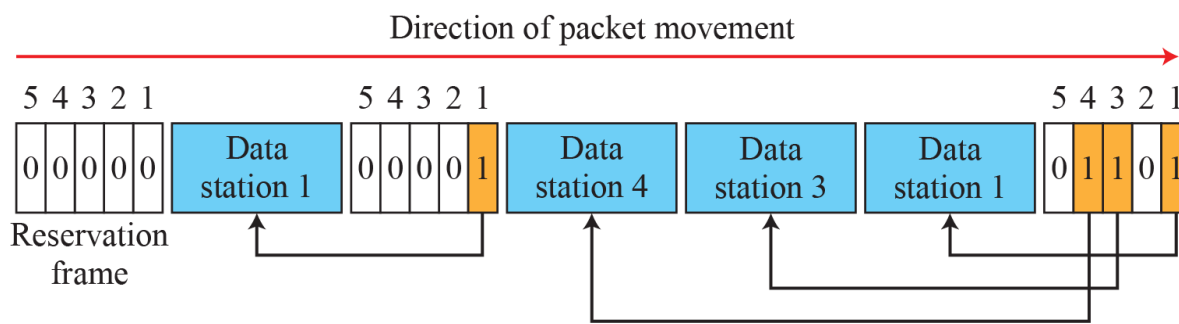 Direction of packet movement
5 4 3 2 1
5 4 3 2 1
5 4 3 2 1
0 0 0 0 0
Data
station 1
0 0 0 0 1
Data
station 4
Data
station 3
Data
station 1
0 1 1 0 1
Reservation
frame